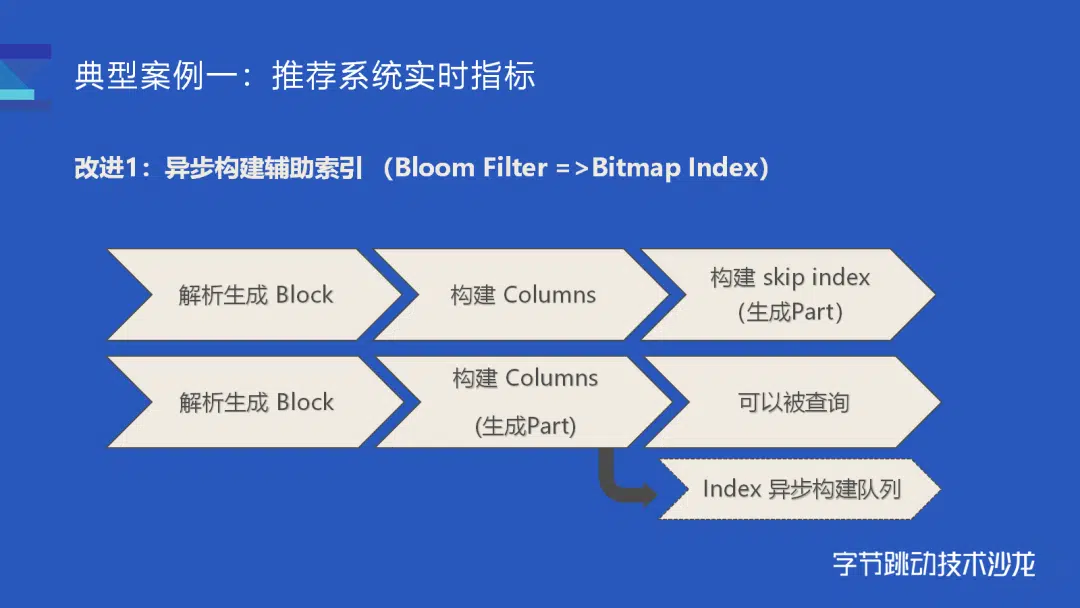 典型案例一：推荐系统实时指标
改进1：异步构建辅助索引 （Bloom Filter =>Bitmap Index）
解析生成 Block
构建 Columns
构建 skip index
(生成Part)
解析生成 Block
构建 Columns
(生成Part)
可以被查询
Index 异步构建队列
字节跳动技术沙龙